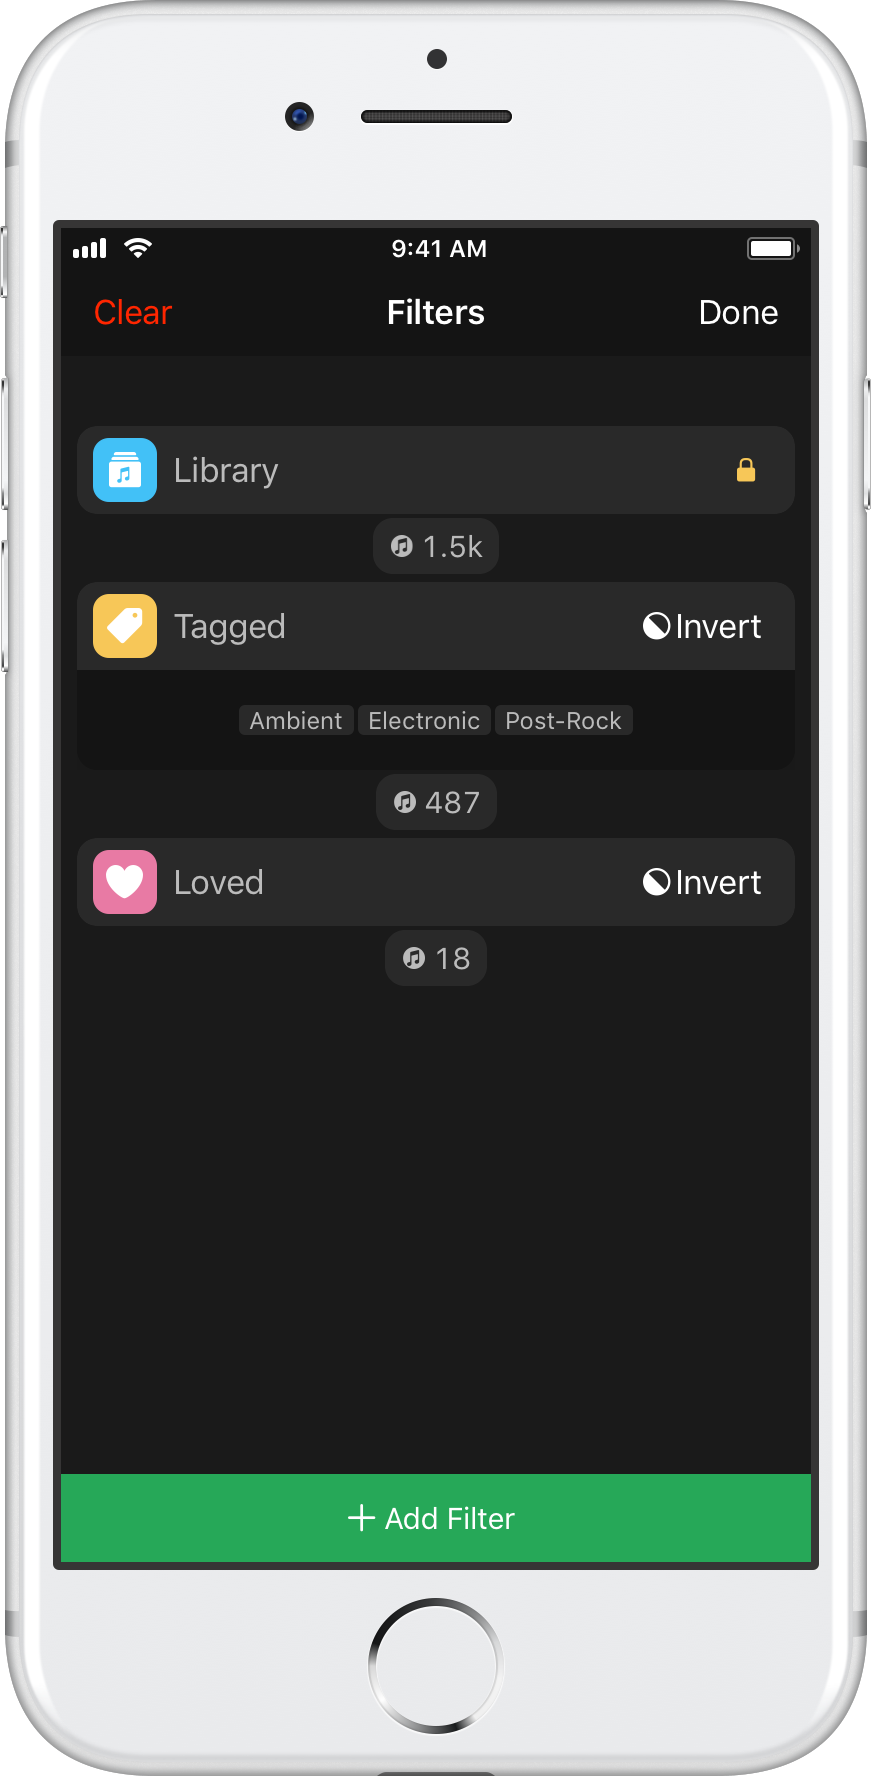 9:41 AM
Clear Filters Done
Library
1.5k
Tagged Invert
Ambient Electronic Post-Rock
487
Loved Invert
18
Add Filter